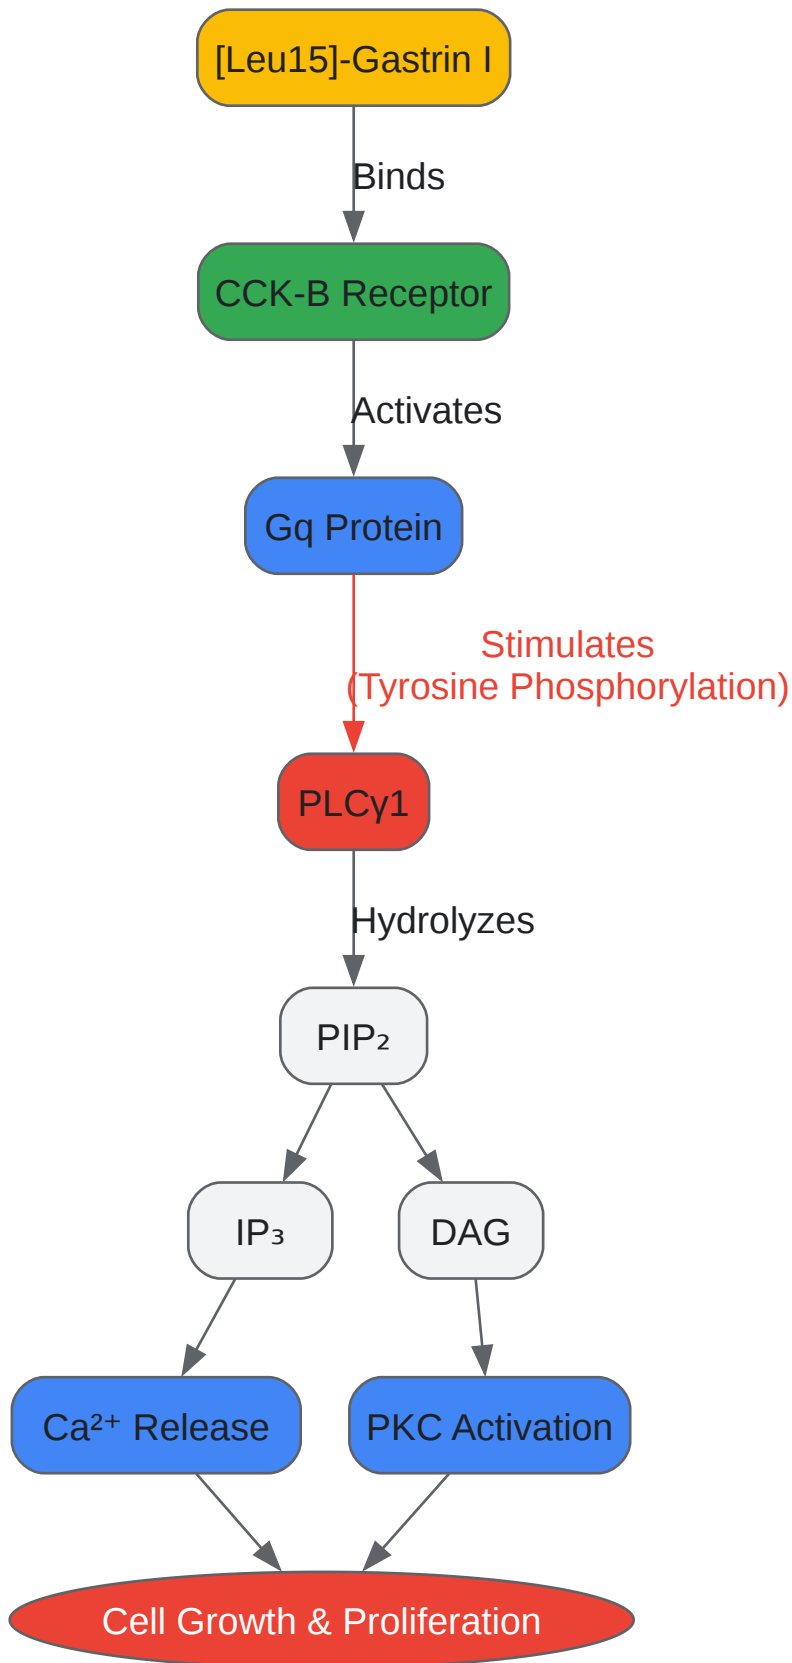 [Leu15]-Gastrin I
Binds
CCK-B Receptor
Activates
Gq Protein
Stimulates
(Tyrosine Phosphorylation)
PLCγ1
Hydrolyzes
PIP₂
IP₃
DAG
Ca²⁺ Release
PKC Activation
Cell Growth & Proliferation